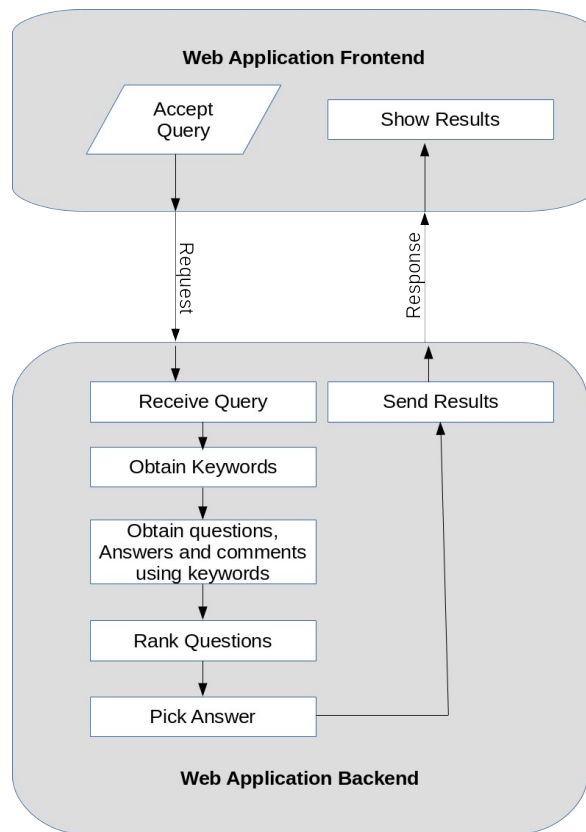 Web Application Frontend
Accept
Query
Show Results
Request
Response
Receive Query
Send Results
Obtain Keywords
Obtain questions,
Answers and comments
using keywords
Rank Questions
Pick Answer
Web Application Backend